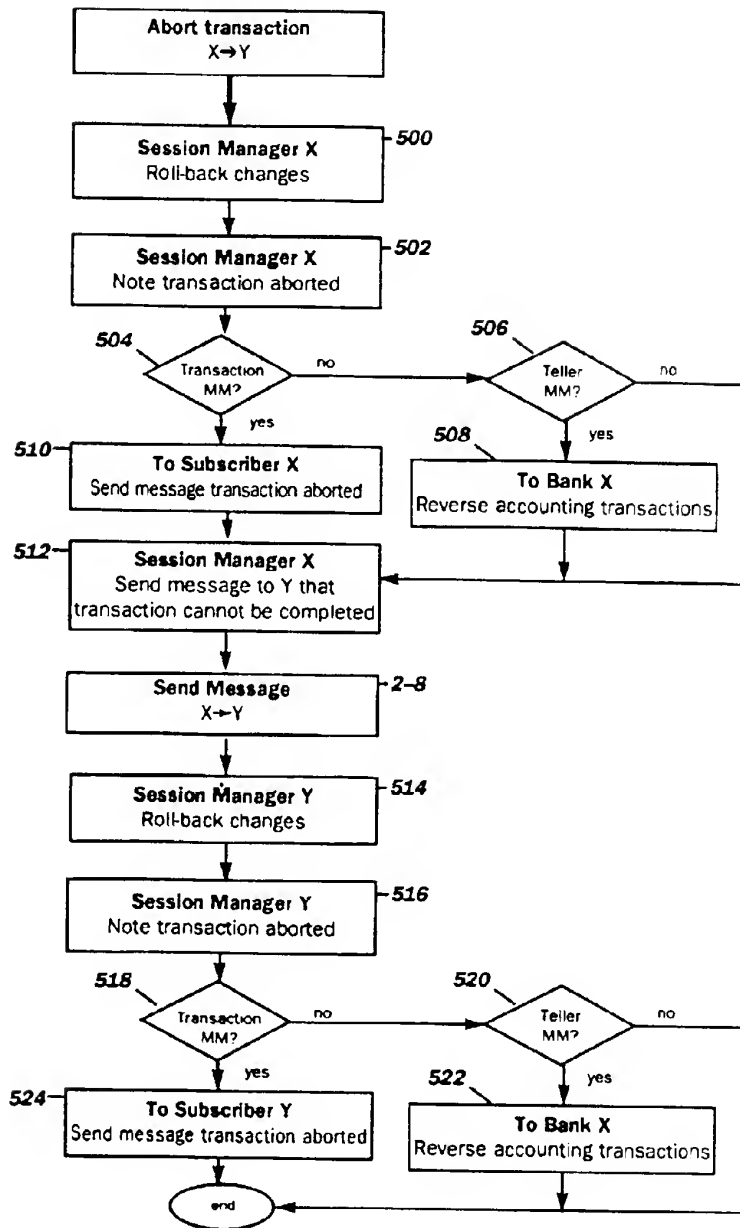 Abort transaction
X→Y
500
Session Manager X
Roll-back changes
502
Session Manager X
Note transaction aborted
504
Transaction
MM?
no
506
Teller
MM?
no
yes
yes
510
To Subscriber X
Send message transaction aborted
508
To Bank X
Reverse accounting transactions
512
Session Manager X
Send message to Y that
transaction cannot be completed
2-8
Send Message
X→Y
514
Session Manager Y
Roll-back changes
516
Session Manager Y
Note transaction aborted
518
Transaction
MM?
no
520
Teller
MM?
no
yes
yes
524
To Subscriber Y
Send message transaction aborted
522
To Bank X
Reverse accounting transactions
end